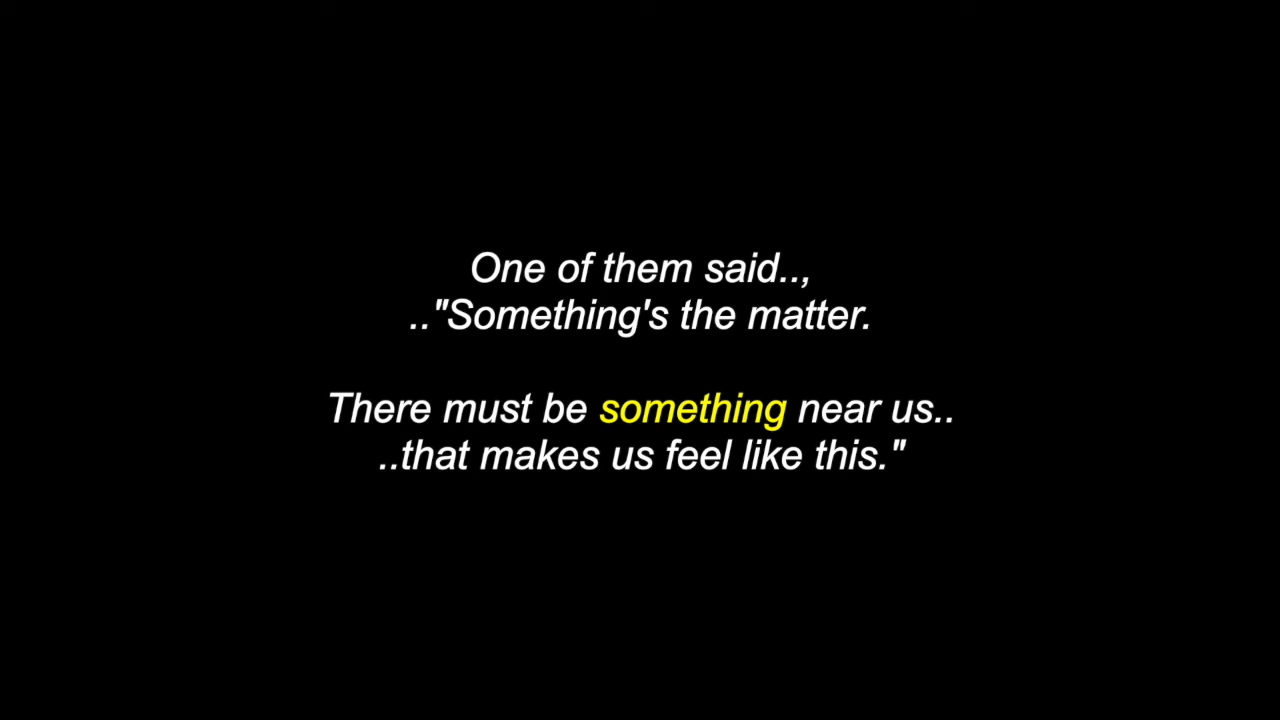 One of them said..,
.."Something's the matter.
There must be something near us..
..that makes us feel like this."